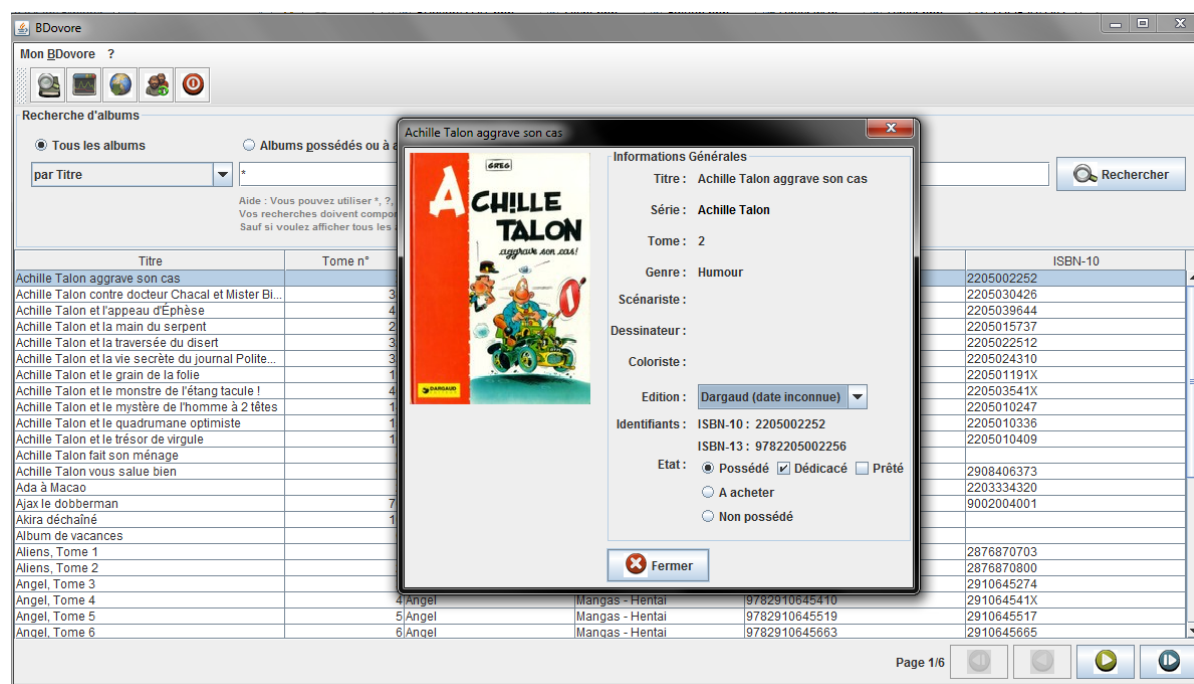 BDovore
Mon BDovore ?
Recherche d'albums
Tous les albums
Albums possédés ou à a
par Titre
*
Rechercher
Aide : Vous pouvez utiliser *, ?,
Vos recherches doivent compor
Sauf si voulez afficher tous les
Titre Tome n° ISBN-10
Achille Talon aggrave son cas 2205002252
Achille Talon contre docteur Chacal et Mister Bi... 3 2205030426
Achille Talon et l'appeau d'Éphèse 4 2205039644
Achille Talon et la main du serpent 2 2205015737
Achille Talon et la traversée du disert 3 2205022512
Achille Talon et la vie secrète du journal Polite... 3 2205024310
Achille Talon et le grain de la folie 1 220501191X
Achille Talon et le monstre de l'étang tacule ! 4 220503541X
Achille Talon et le mystère de l'homme à 2 têtes 1 2205010247
Achille Talon et le quadrumane optimiste 1 2205010336
Achille Talon et le trésor de virgule 1 2205010409
Achille Talon fait son ménage
Achille Talon vous salue bien 2908406373
Ada à Macao 2203334320
Ajax le dobberman 7 9002004001
Akira déchaîné 1
Album de vacances
Aliens, Tome 1 2876870703
Aliens, Tome 2 2876870800
Angel, Tome 3 2910645274
Angel, Tome 4 4 Angel Mangas - Hentai 9782910645410 291064541X
Angel, Tome 5 5 Angel Mangas - Hentai 9782910645519 2910645517
Angel, Tome 6 6 Angel Mangas - Hentai 9782910645663 2910645665
Page 1/6
Achille Talon aggrave son cas
GREG
ACHILLE
TALON
aggrave son cas!
DARGAUD
Informations Générales
Titre : Achille Talon aggrave son cas
Série : Achille Talon
Tome : 2
Genre : Humour
Scénariste :
Dessinateur :
Coloriste :
Edition : Dargaud (date inconnue)
Identifiants : ISBN-10 : 2205002252
ISBN-13 : 9782205002256
Etat : Possédé Dédicacé Prêté
A acheter
Non possédé
Fermer